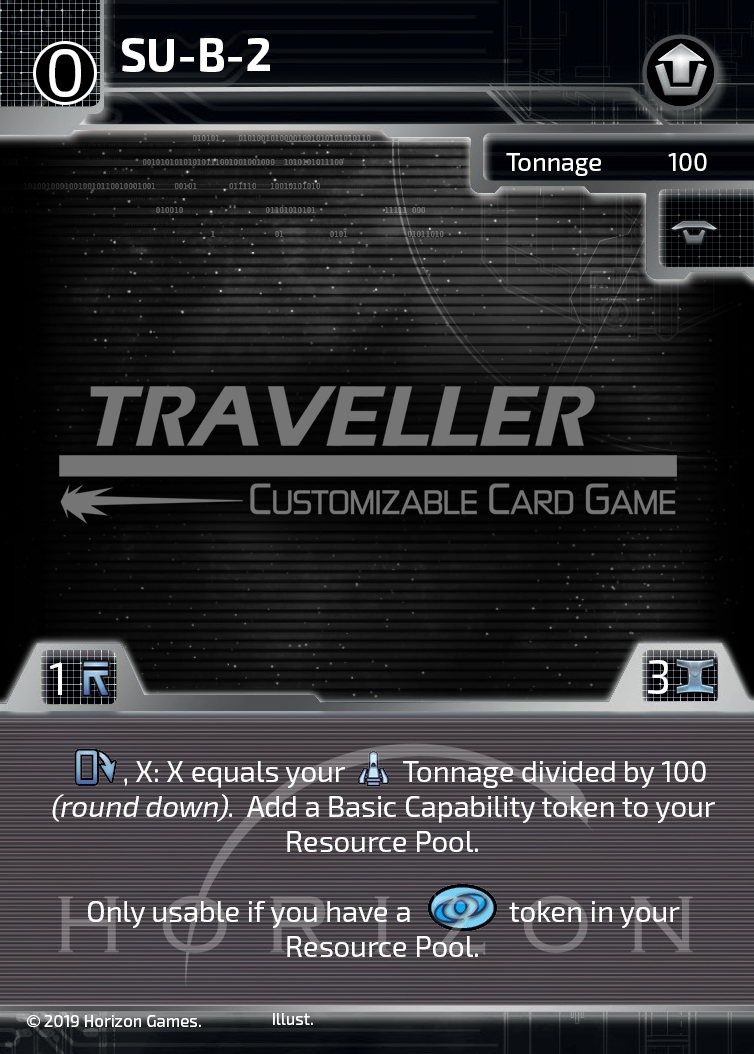 0
SU-B-2
Tonnage 100
TRAVELLER
CUSTOMIZABLE CARD GAME
1
3
, X: X equals your Tonnage divided by 100
(round down). Add a Basic Capability token to your
Resource Pool.
Only usable if you have a token in your
Resource Pool.
HORIZON
© 2019 Horizon Games. Illust.